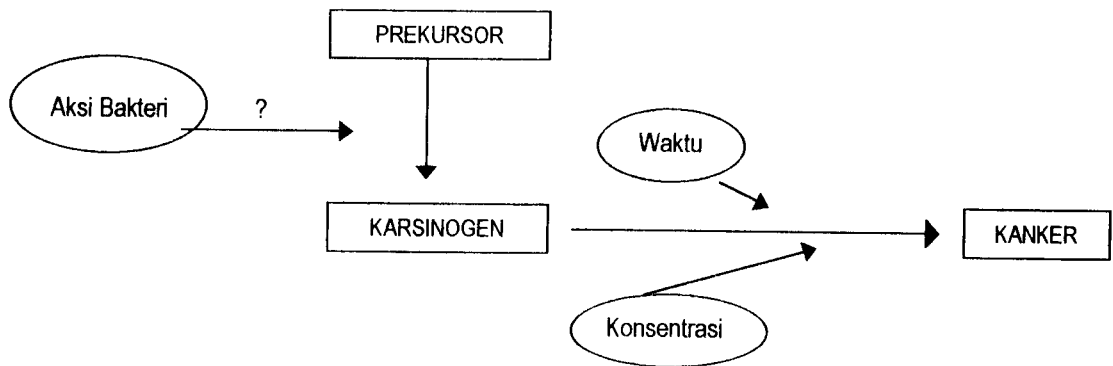 PREKURSOR
Aksi Bakteri
?
Waktu
KARSINOGEN
KANKER
Konsentrasi